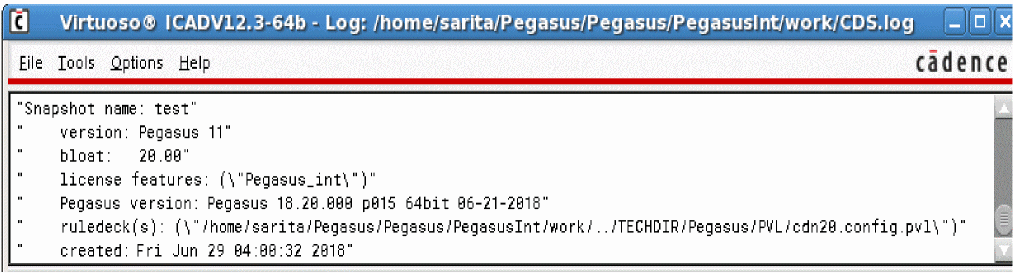 Virtuoso® ICADV12.3-64b - Log: /home/sarita/Pegasus/Pegasus/PegasusInt/work/CDS.log
File Tools Options Help
cādence
"Snapshot name: test"
" version: Pegasus 11"
" bloat: 20.00"
" license features: (\"Pegasus_int\")"
" Pegasus version: Pegasus 18.20.000 p015 64bit 06-21-2018"
" ruledeck(s): (\"/home/sarita/Pegasus/Pegasus/PegasusInt/work/../TECHDIR/Pegasus/PVL/cdn20.config.pvl\")"
" created: Fri Jun 29 04:00:32 2018"